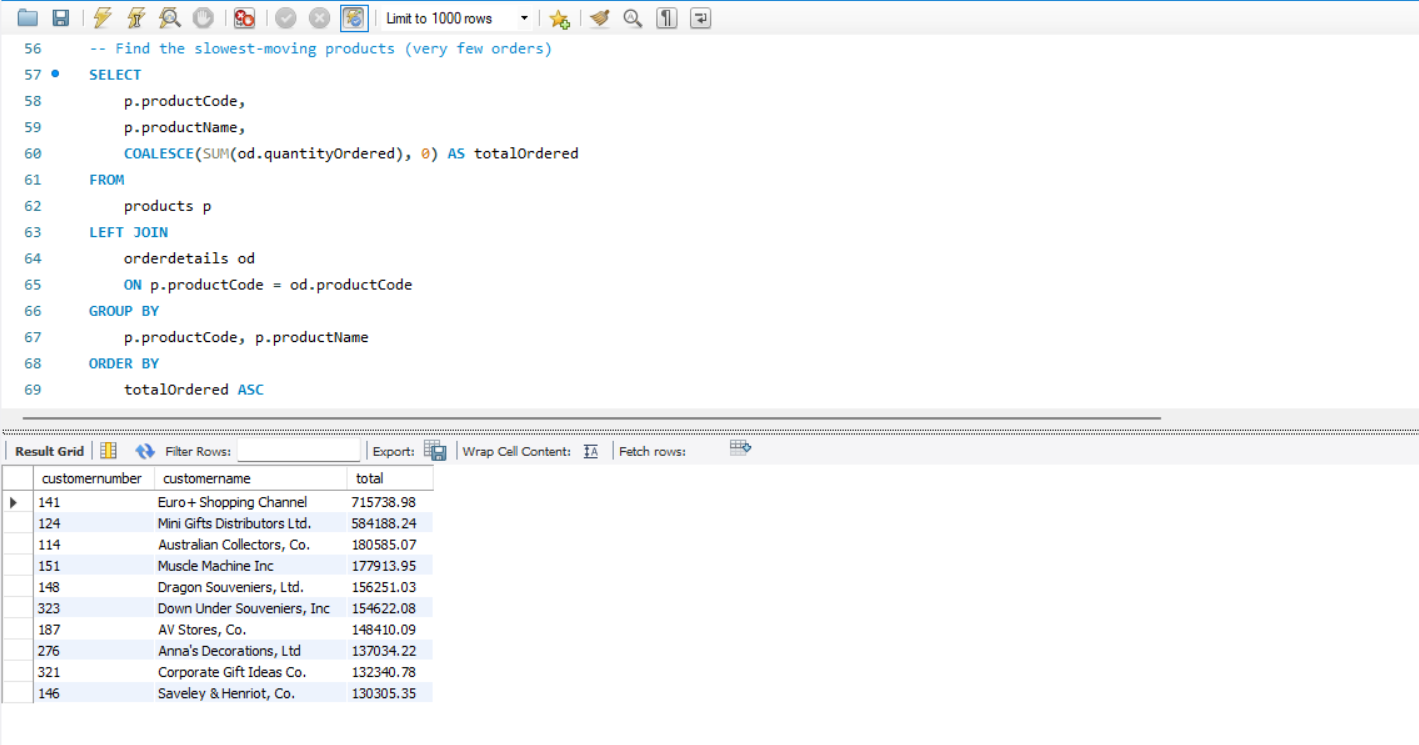 Limit to 1000 rows
56 -- Find the slowest-moving products (very few orders)
57 SELECT
58 p.productCode,
59 p.productName,
60 COALESCE(SUM(od.quantityOrdered), 0) AS totalOrdered
61 FROM
62 products p
63 LEFT JOIN
64 orderdetails od
65 ON p.productCode = od.productCode
66 GROUP BY
67 p.productCode, p.productName
68 ORDER BY
69 totalOrdered ASC
Result Grid Filter Rows: Export: Wrap Cell Content: Fetch rows:
customernumber customername total
141 Euro+ Shopping Channel 715738.98
124 Mini Gifts Distributors Ltd. 584188.24
114 Australian Collectors, Co. 180585.07
151 Muscle Machine Inc 177913.95
148 Dragon Souveniers, Ltd. 156251.03
323 Down Under Souveniers, Inc 154622.08
187 AV Stores, Co. 148410.09
276 Anna's Decorations, Ltd 137034.22
321 Corporate Gift Ideas Co. 132340.78
146 Saveley & Henriot, Co. 130305.35